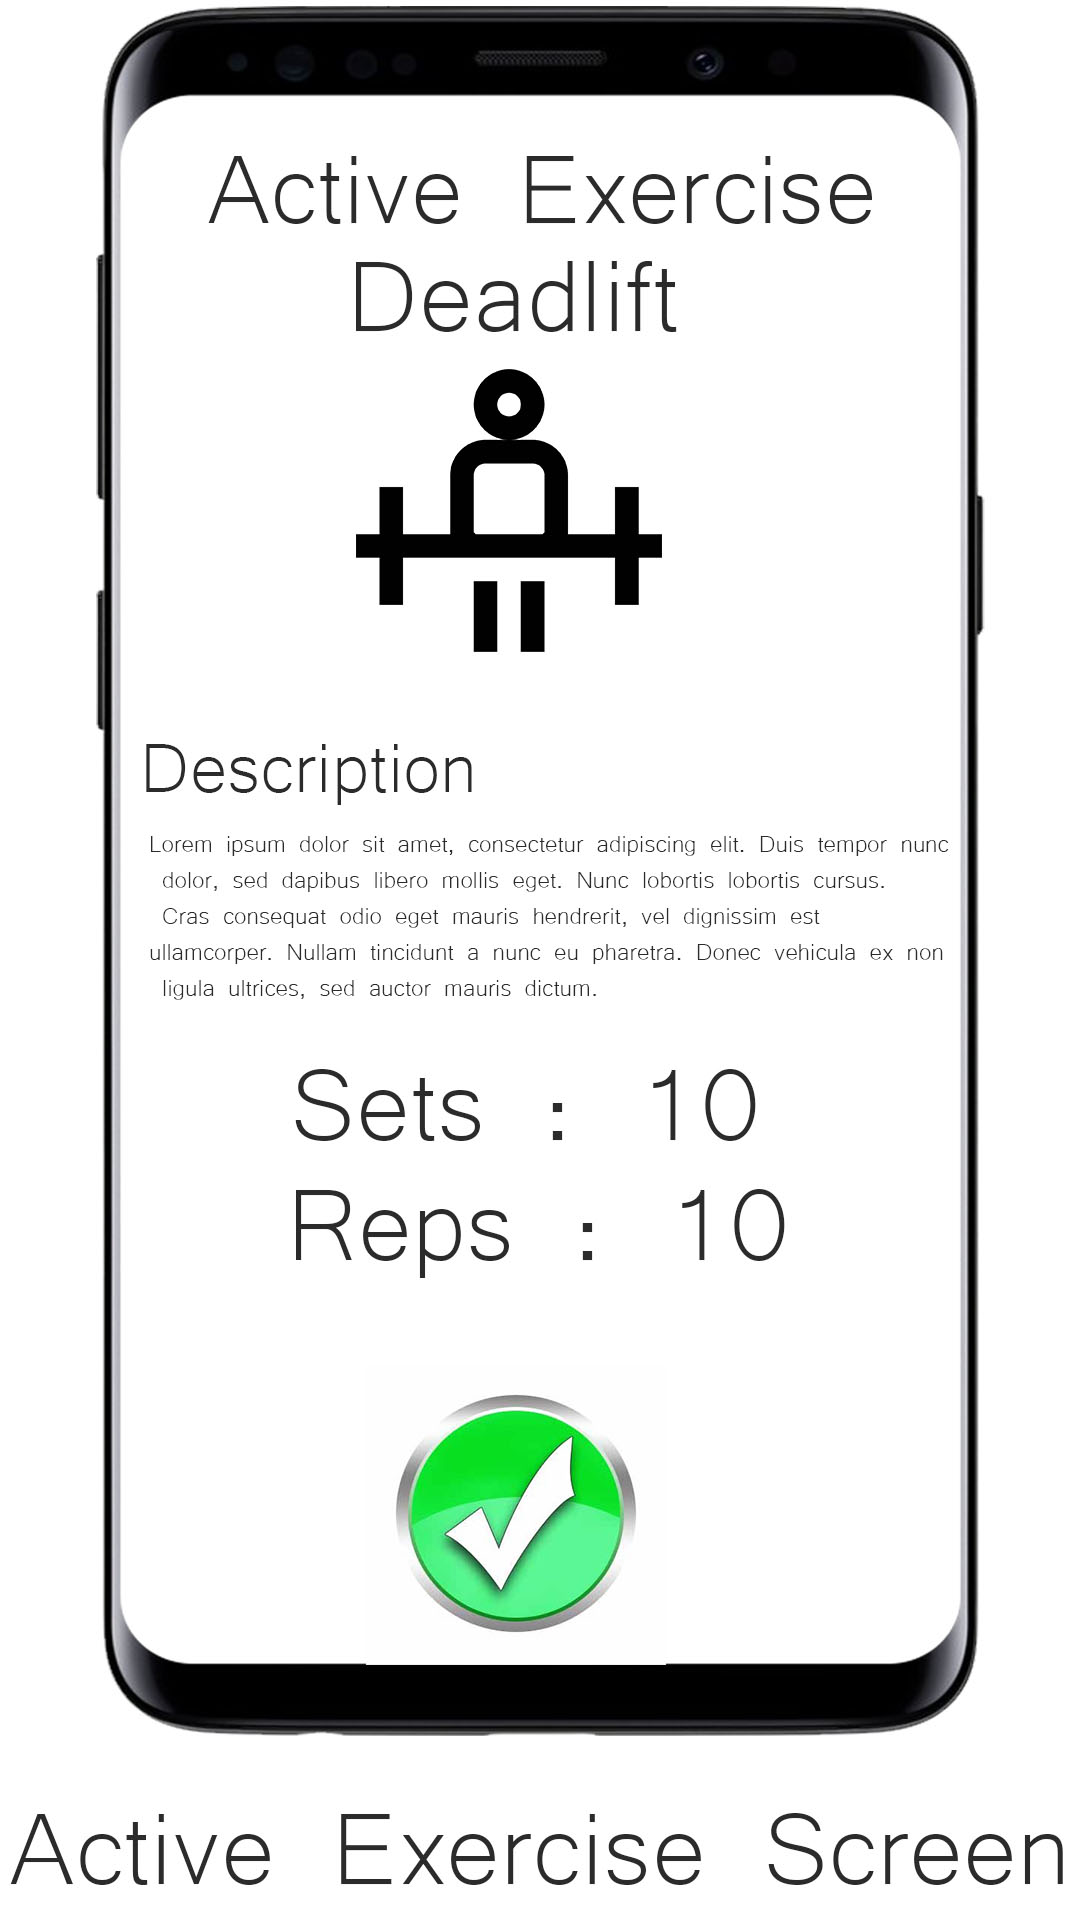 Active Exercise
Deadlift
Description
Lorem ipsum dolor sit amet, consectetur adipiscing elit. Duis tempor nunc
dolor, sed dapibus libero mollis eget. Nunc lobortis lobortis cursus.
Cras consequat odio eget mauris hendrerit, vel dignissim est
ullamcorper. Nullam tincidunt a nunc eu pharetra. Donec vehicula ex non
ligula ultrices, sed auctor mauris dictum.
Sets : 10
Reps : 10
Active Exercise Screen